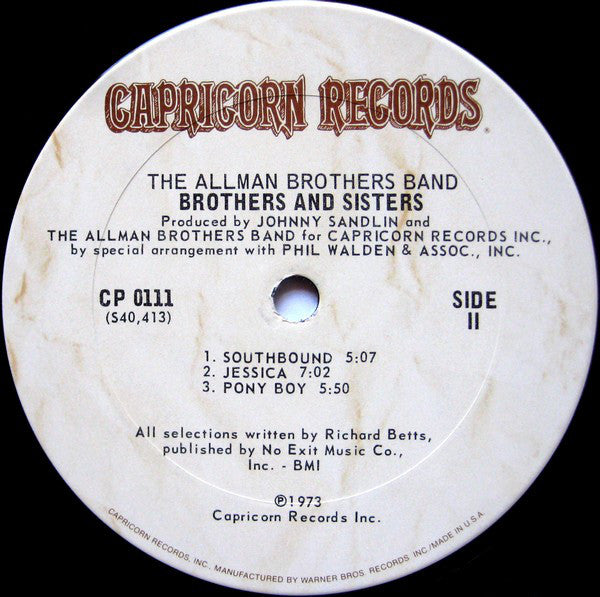 CAPRICORN RECORDS.
THE ALLMAN BROTHERS BAND
BROTHERS AND SISTERS
Produced by JOHNNY SANDLIN and
THE ALLMAN BROTHERS BAND for CAPRICORN RECORDS INC.,
by special arrangement with PHIL WALDEN & ASSOC., INC.
CP 0111
(S40,413)
SIDE
II
1. SOUTHBOUND 5:07
2. JESSICA 7:02
3. PONY BOY 5:50
All selections written by Richard Betts,
published by No Exit Music Co.,
Inc. - BMI
℗1973
Capricorn Records Inc.
CAPRICORN RECORDS, INC. MANUFACTURED BY WARNER BROS. RECORDS INC./MADE IN U.S.A.